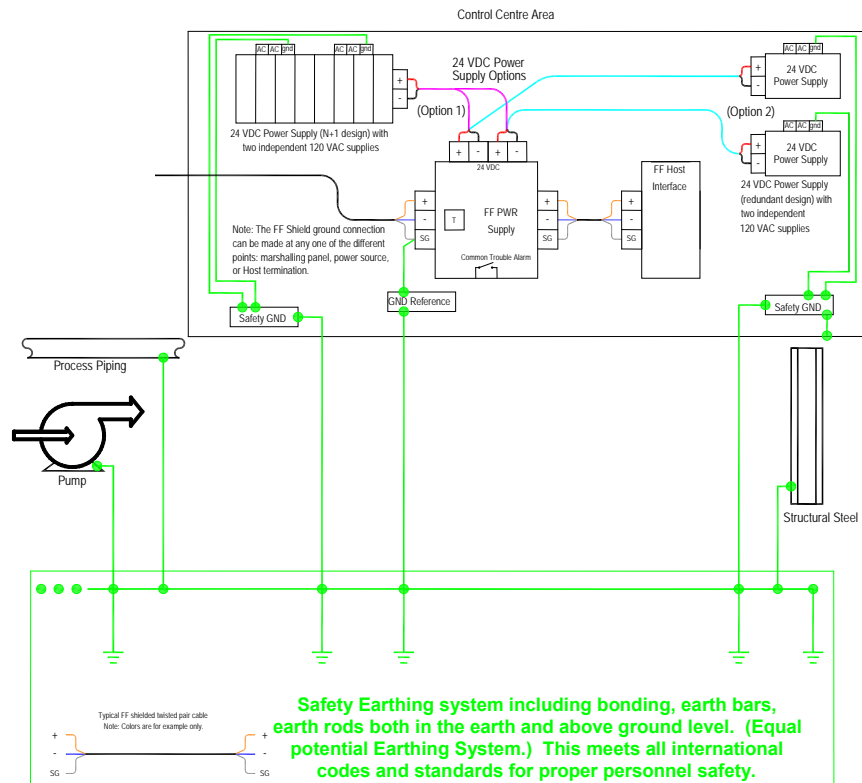 Control Centre Area
AC AC gnd
AC AC gnd
+
-
24 VDC Power
Supply Options
(Option 1)
24 VDC Power Supply (N+1 design) with
two independent 120 VAC supplies
AC AC gnd
+
-
24 VDC
Power Supply
(Option 2)
AC AC gnd
+
-
24 VDC
Power Supply
24 VDC Power Supply
(redundant design) with
two independent
120 VAC supplies
+ - + -
24 VDC
+
-
SG
T
FF PWR
Supply
Common Trouble Alarm
+
-
SG
+
-
SG
FF Host
Interface
Note: The FF Shield ground connection
can be made at any one of the different
points: marshalling panel, power source,
or Host termination.
GND Reference
Safety GND
Safety GND
Process Piping
Pump
Structural Steel
Typical FF shielded twisted pair cable
Note: Colors are for example only.
+
-
SG
+
-
SG
Safety Earthing system including bonding, earth bars,
earth rods both in the earth and above ground level. (Equal
potential Earthing System.) This meets all international
codes and standards for proper personnel safety.